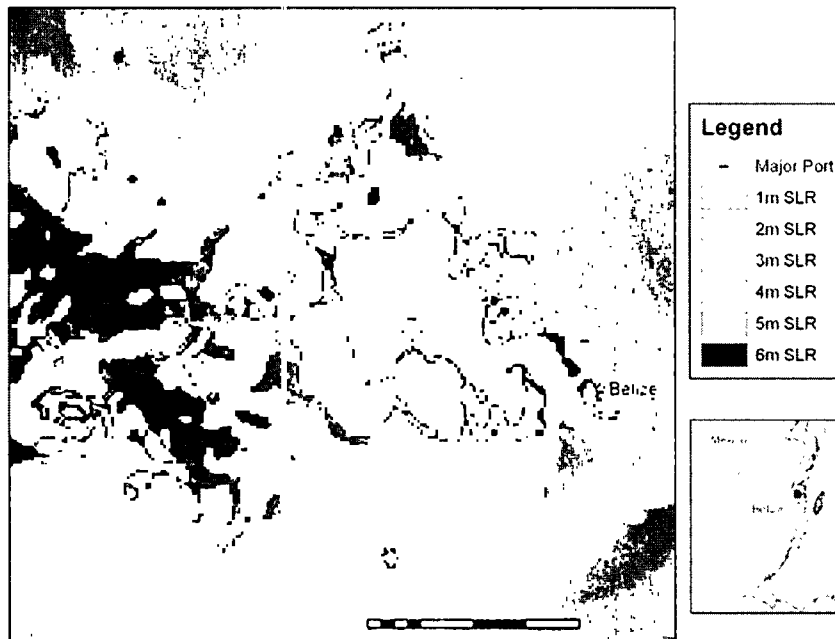 Belize
Legend
Major Port
1m SLR
2m SLR
3m SLR
4m SLR
5m SLR
6m SLR
Mexico
Belize